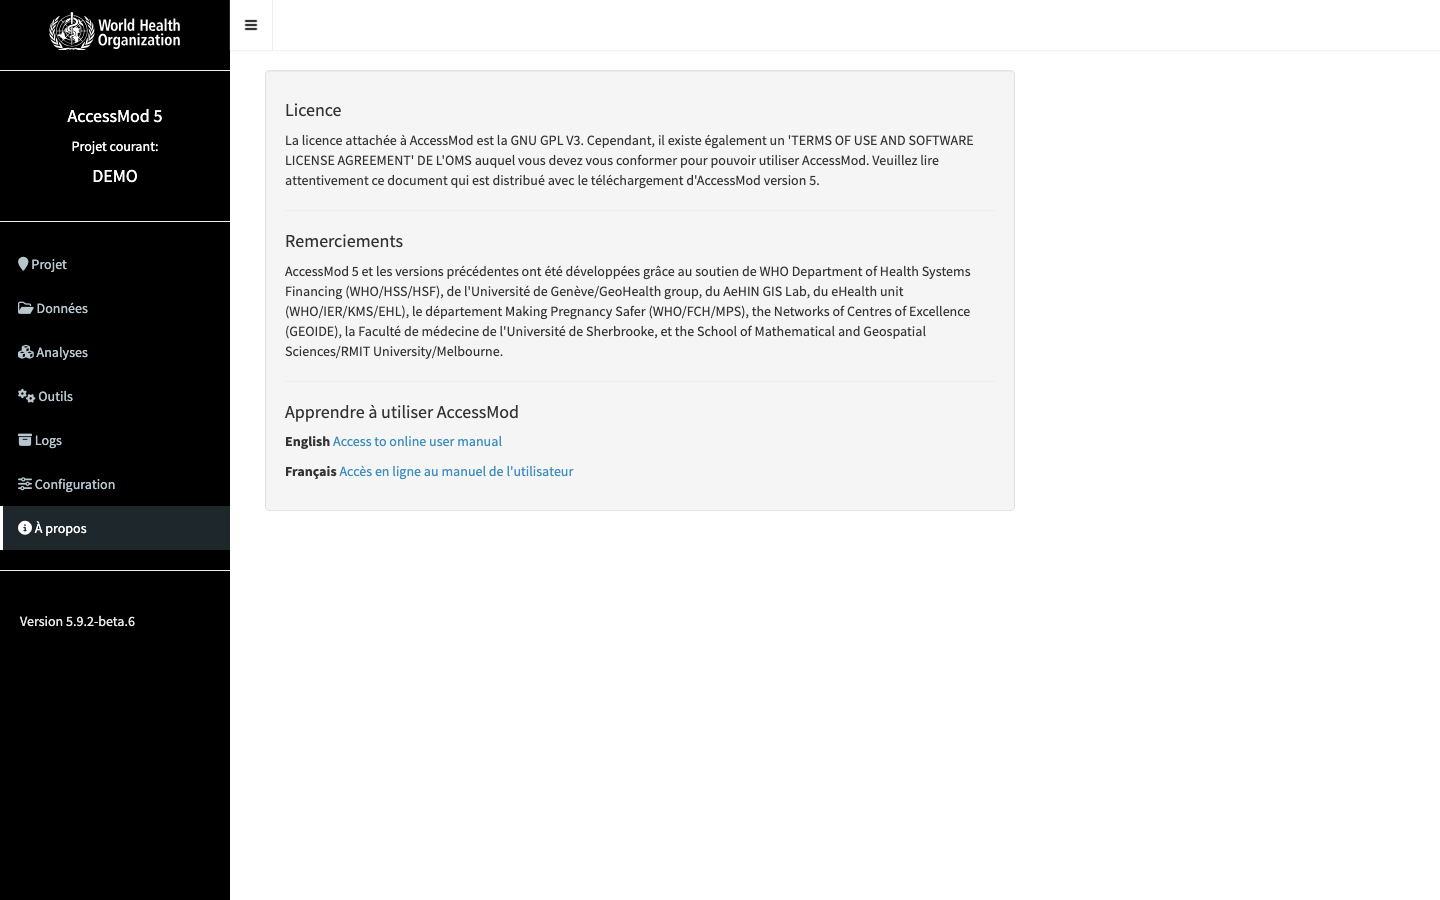 World Health
Organization
AccessMod 5
Projet courant:
DEMO
Projet
Données
Analyses
Outils
Logs
Configuration
À propos
Version 5.9.2-beta.6
Licence
La licence attachée à AccessMod est la GNU GPL V3. Cependant, il existe également un 'TERMS OF USE AND SOFTWARE
LICENSE AGREEMENT' DE L'OMS auquel vous devez vous conformer pour pouvoir utiliser AccessMod. Veuillez lire
attentivement ce document qui est distribué avec le téléchargement d'AccessMod version 5.
Remerciements
AccessMod 5 et les versions précédentes ont été développées grâce au soutien de WHO Department of Health Systems
Financing (WHO/HSS/HSF), de l'Université de Genève/GeoHealth group, du AeHIN GIS Lab, du eHealth unit
(WHO/IER/KMS/EHL), le département Making Pregnancy Safer (WHO/FCH/MPS), the Networks of Centres of Excellence
(GEOIDE), la Faculté de médecine de l'Université de Sherbrooke, et the School of Mathematical and Geospatial
Sciences/RMIT University/Melbourne.
Apprendre à utiliser AccessMod
English Access to online user manual
Français Accès en ligne au manuel de l'utilisateur